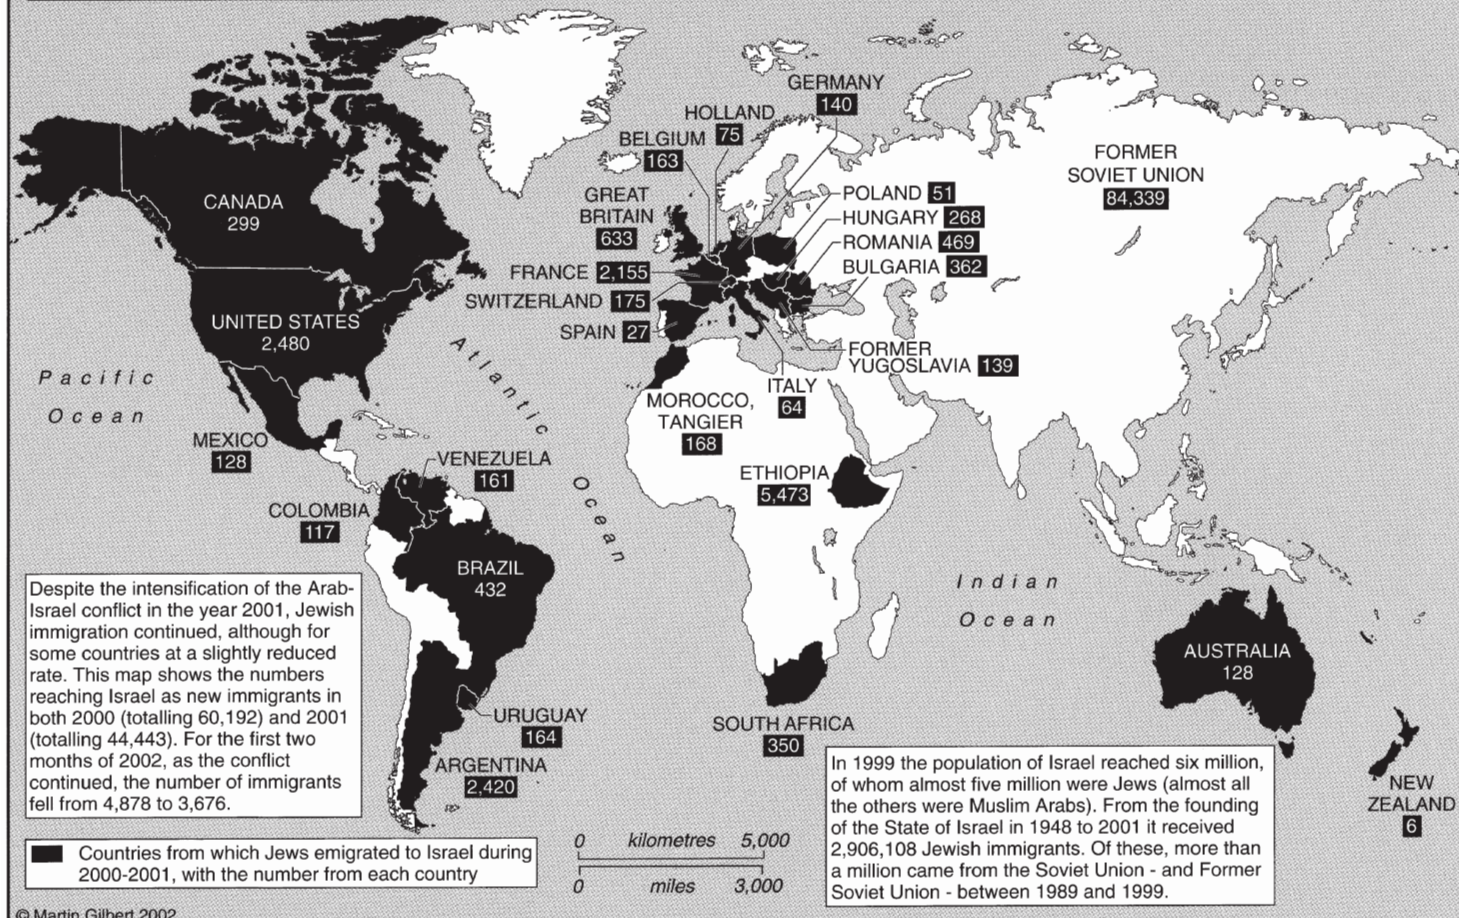 GERMANY
140
HOLLAND
75
BELGIUM
163
GREAT
BRITAIN
633
FRANCE 2,155
SWITZERLAND 175
SPAIN 27
POLAND 51
HUNGARY 268
ROMANIA 469
BULGARIA 362
FORMER
YUGOSLAVIA 139
ITALY
64
FORMER
SOVIET UNION
84,339
CANADA
299
UNITED STATES
2,480
Pacific
Ocean
Atlantic
Ocean
MEXICO
128
VENEZUELA
161
COLOMBIA
117
BRAZIL
432
URUGUAY
164
ARGENTINA
2,420
MOROCCO,
TANGIER
168
ETHIOPIA
5,473
SOUTH AFRICA
350
Indian
Ocean
AUSTRALIA
128
NEW
ZEALAND
6
Despite the intensification of the Arab-
Israel conflict in the year 2001, Jewish
immigration continued, although for
some countries at a slightly reduced
rate. This map shows the numbers
reaching Israel as new immigrants in
both 2000 (totalling 60,192) and 2001
(totalling 44,443). For the first two
months of 2002, as the conflict
continued, the number of immigrants
fell from 4,878 to 3,676.
Countries from which Jews emigrated to Israel during
2000-2001, with the number from each country
0 kilometres 5,000
0 miles 3,000
In 1999 the population of Israel reached six million,
of whom almost five million were Jews (almost all
the others were Muslim Arabs). From the founding
of the State of Israel in 1948 to 2001 it received
2,906,108 Jewish immigrants. Of these, more than
a million came from the Soviet Union - and Former
Soviet Union - between 1989 and 1999.
© Martin Gilbert 2002